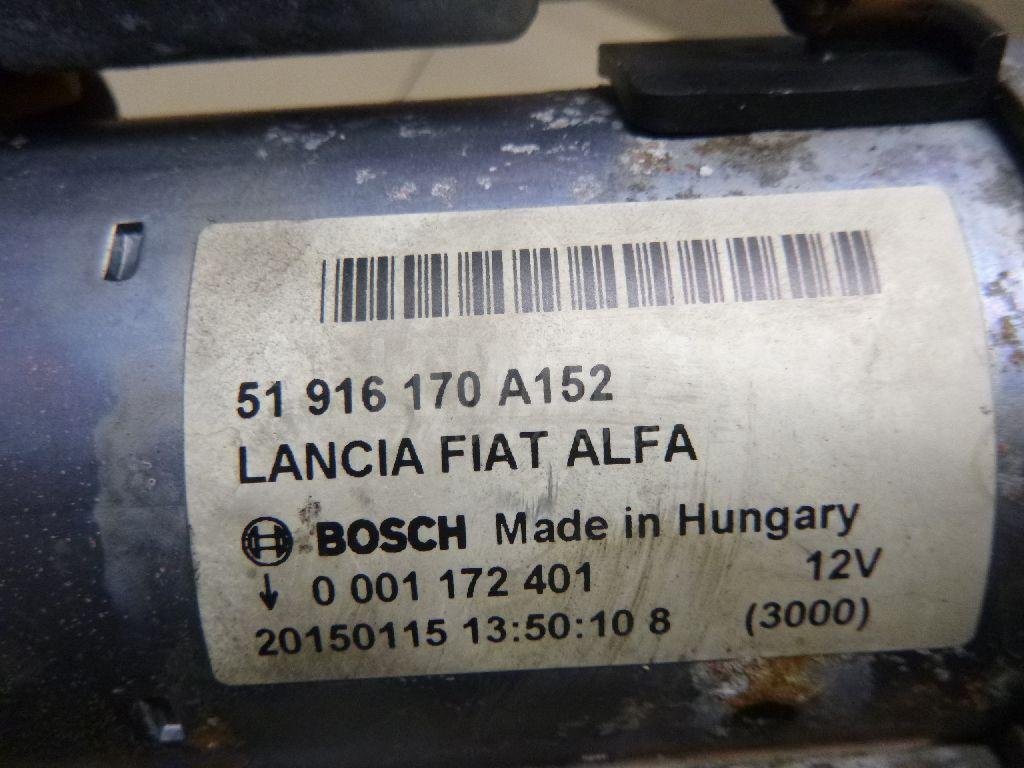 51 916 170 A152
LANCIA FIAT ALFA
BOSCH Made in Hungary
↓ 0 001 172 401 12V
20150115 13:50:10 8 (3000)